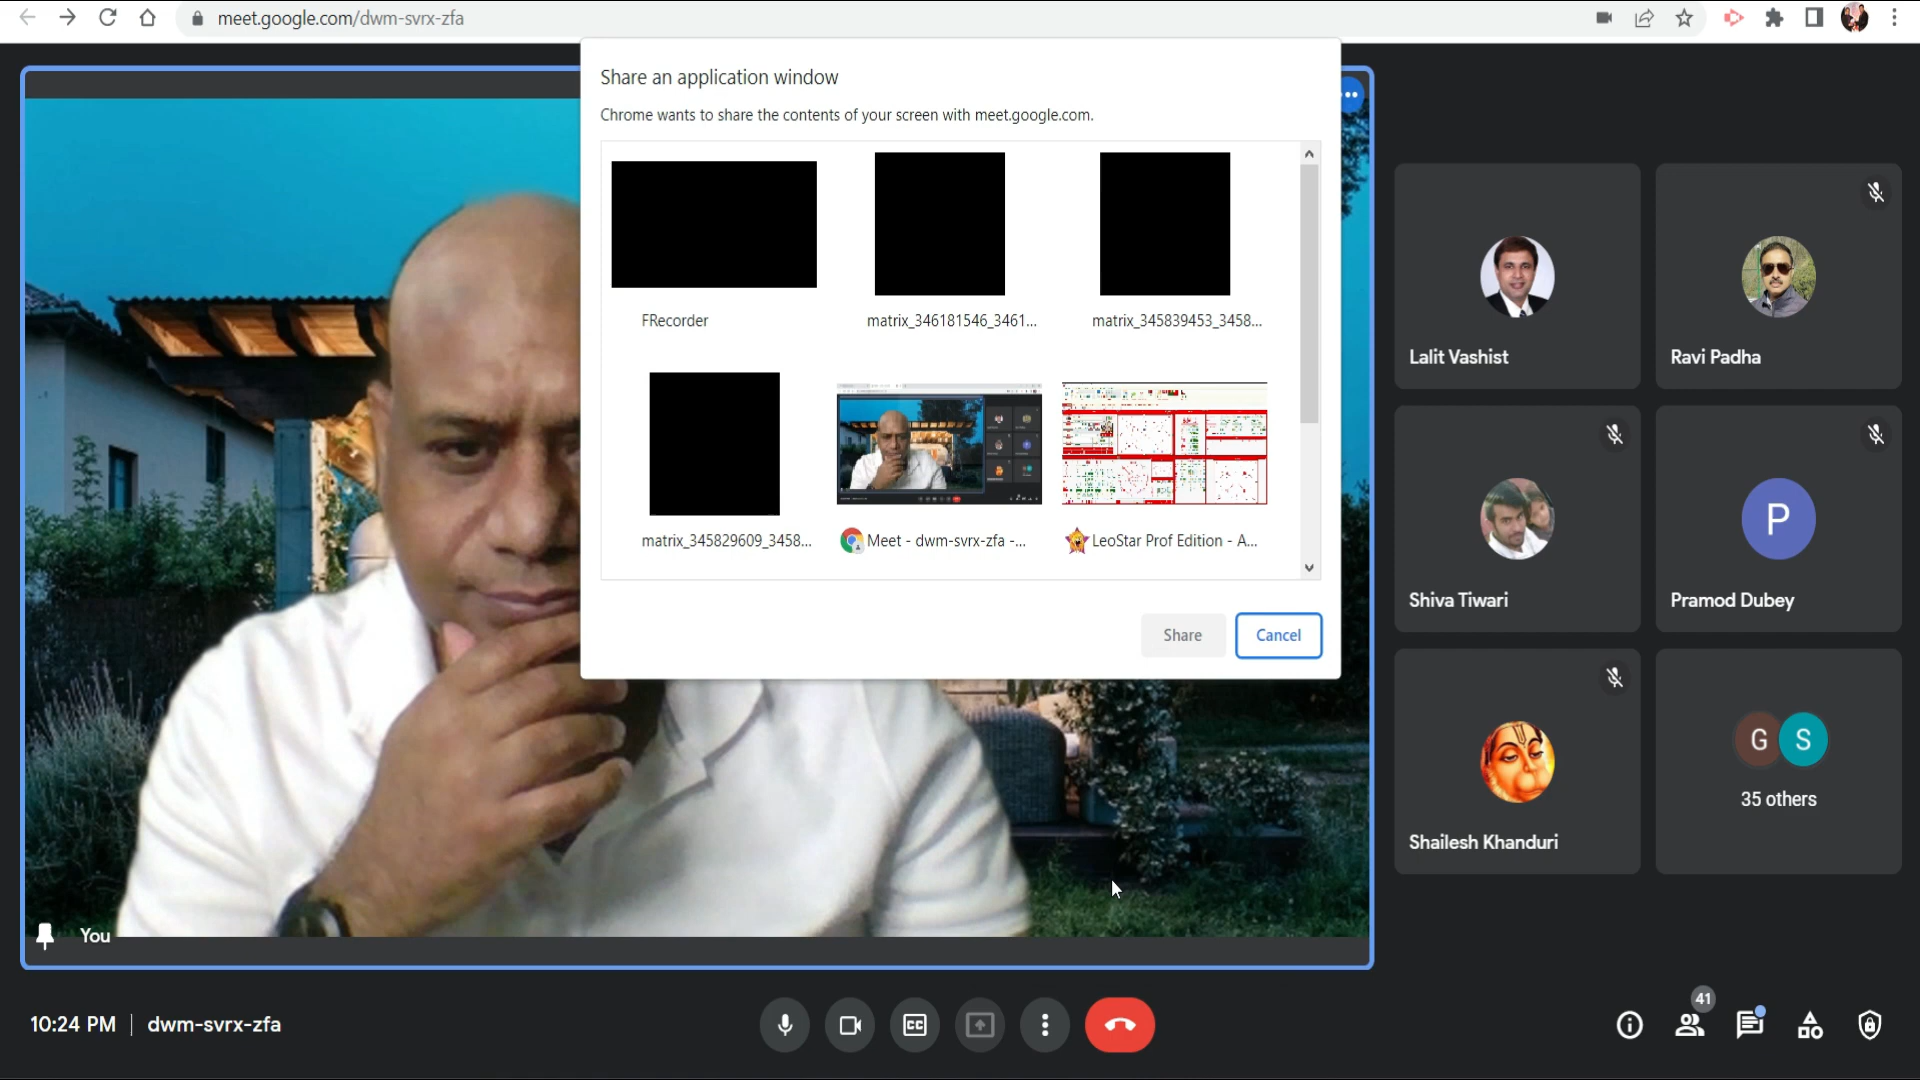 meet.google.com/dwm-svrx-zfa
Share an application window
Chrome wants to share the contents of your screen with meet.google.com.
FRecorder
matrix_346181546_3461...
matrix_345839453_3458...
matrix_345829609_3458...
Meet - dwm-svrx-zfa -...
LeoStar Prof Edition - A...
Share
Cancel
You
Lalit Vashist
Ravi Padha
Shiva Tiwari
P
Pramod Dubey
Shailesh Khanduri
G
S
35 others
10:24 PM
dwm-svrx-zfa
CC
41